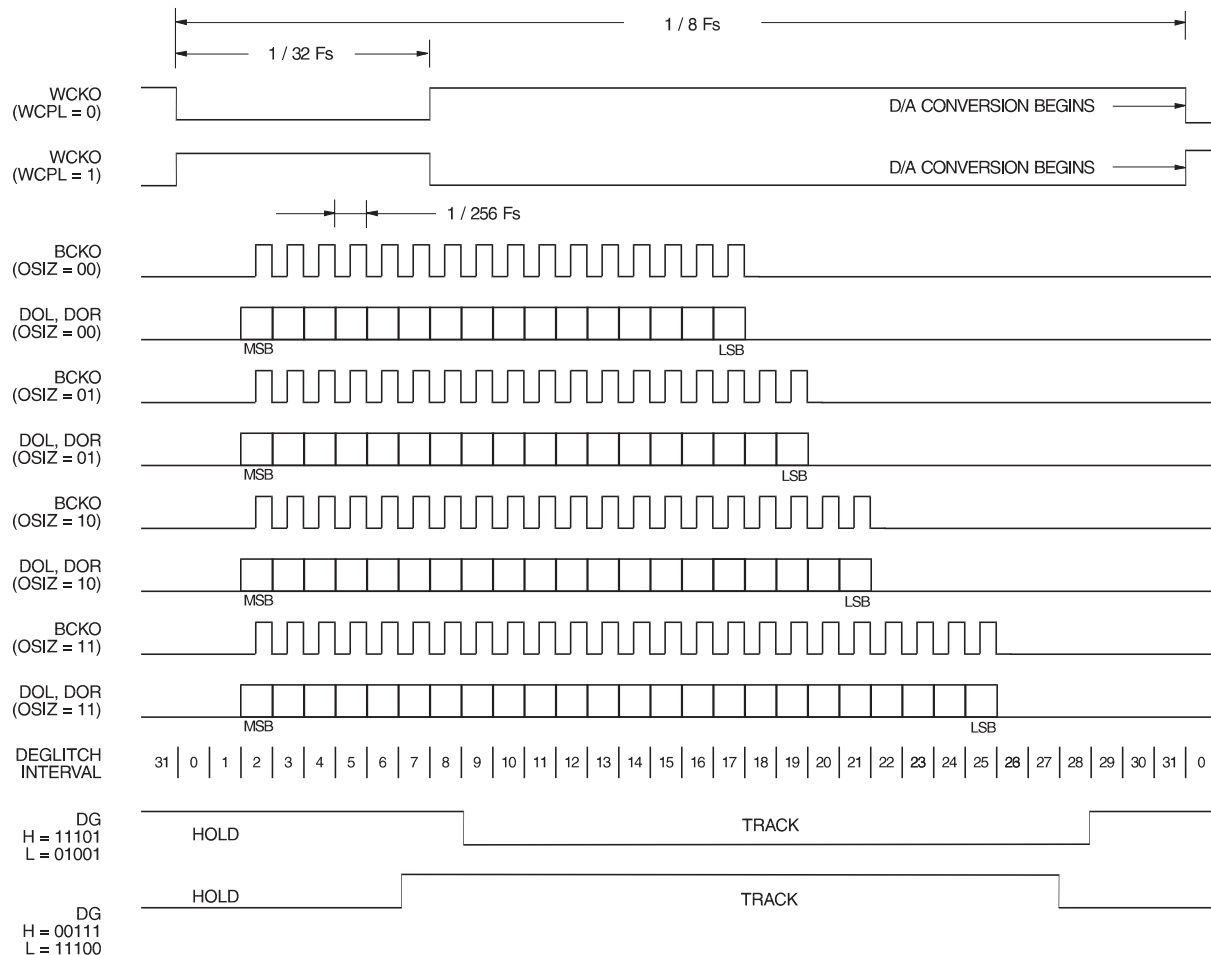 1 / 8 Fs
1 / 32 Fs
WCKO
(WCPL = 0)
D/A CONVERSION BEGINS
WCKO
(WCPL = 1)
D/A CONVERSION BEGINS
1 / 256 Fs
BCKO
(OSIZ = 00)
DOL, DOR
(OSIZ = 00)
MSB LSB
BCKO
(OSIZ = 01)
DOL, DOR
(OSIZ = 01)
MSB LSB
BCKO
(OSIZ = 10)
DOL, DOR
(OSIZ = 10)
MSB LSB
BCKO
(OSIZ = 11)
DOL, DOR
(OSIZ = 11)
MSB LSB
DEGLITCH
INTERVAL
31 0 1 2 3 4 5 6 7 8 9 10 11 12 13 14 15 16 17 18 19 20 21 22 23 24 25 26 27 28 29 30 31 0
DG
H = 11101
L = 01001
HOLD TRACK
HOLD TRACK
DG
H = 00111
L = 11100